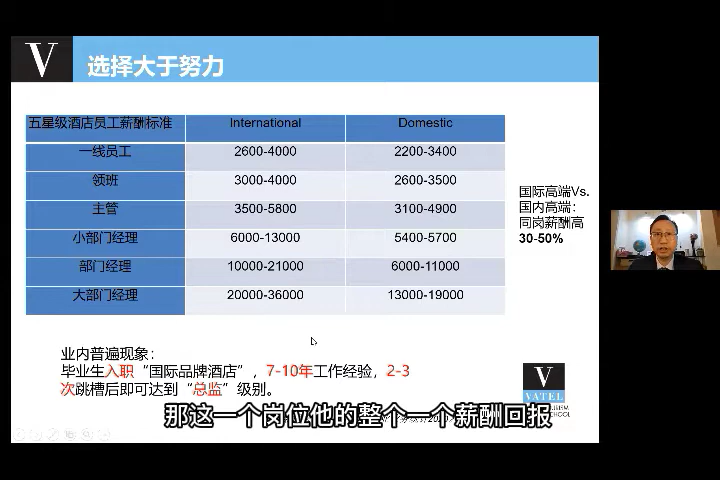 V
选择大于努力
五星级酒店员工薪酬标准 International Domestic
一线员工 2600-4000 2200-3400
领班 3000-4000 2600-3500
主管 3500-5800 3100-4900
小部门经理 6000-13000 5400-5700
部门经理 10000-21000 6000-11000
大部门经理 20000-36000 13000-19000
国际高端Vs.
国内高端：
同岗薪酬高
30-50%
业内普遍现象：
毕业生入职“国际品牌酒店”，7-10年工作经验，2-3
次跳槽后即可达到“总监”级别。
V
VATEL
那这一个岗位他的整个一个薪酬回报